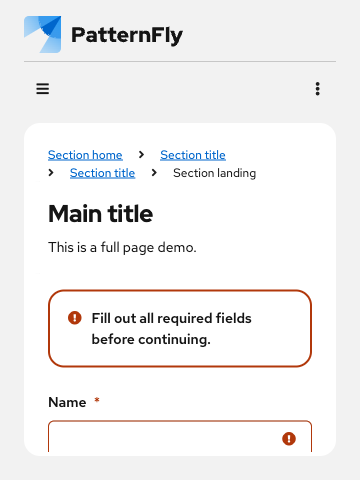 PatternFly
Section home > Section title
> Section title > Section landing
Main title
This is a full page demo.
Fill out all required fields
before continuing.
Name *